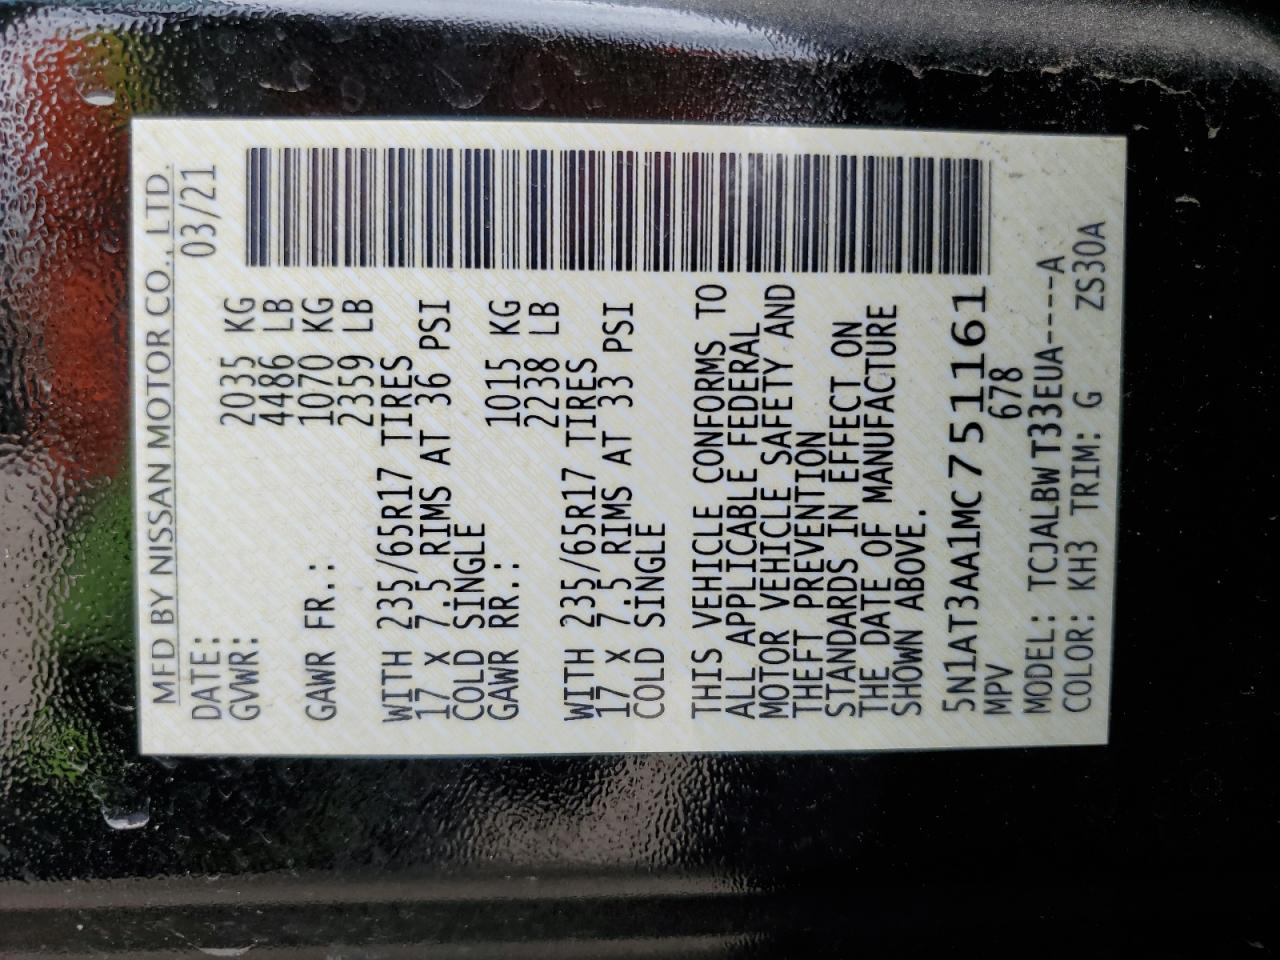 MFD BY NISSAN MOTOR CO., LTD.
DATE: 03/21
GVWR: 2035 KG
4486 LB
GAWR FR.: 1070 KG
2359 LB
WITH 235/65R17 TIRES
17 X 7.5 RIMS AT 36 PSI
COLD SINGLE
GAWR RR.: 1015 KG
2238 LB
WITH 235/65R17 TIRES
17 X 7.5 RIMS AT 33 PSI
COLD SINGLE
THIS VEHICLE CONFORMS TO
ALL APPLICABLE FEDERAL
MOTOR VEHICLE SAFETY AND
THEFT PREVENTION
STANDARDS IN EFFECT ON
THE DATE OF MANUFACTURE
SHOWN ABOVE.
5N1AT3AA1MC751161
MPV 678
MODEL: TCJALBWT33EUA-----A
COLOR: KH3 TRIM: G ZS30A